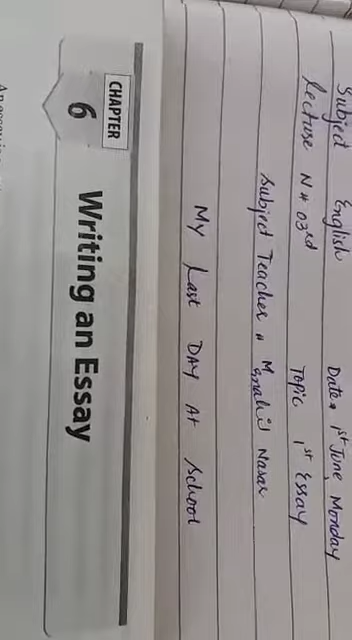 Subject English Date, 1st June, Monday
Lecture N# 03rd Topic 1st Essay
Subject Teacher,, Nasar
My Last DAY At School
CHAPTER
6
Writing an Essay